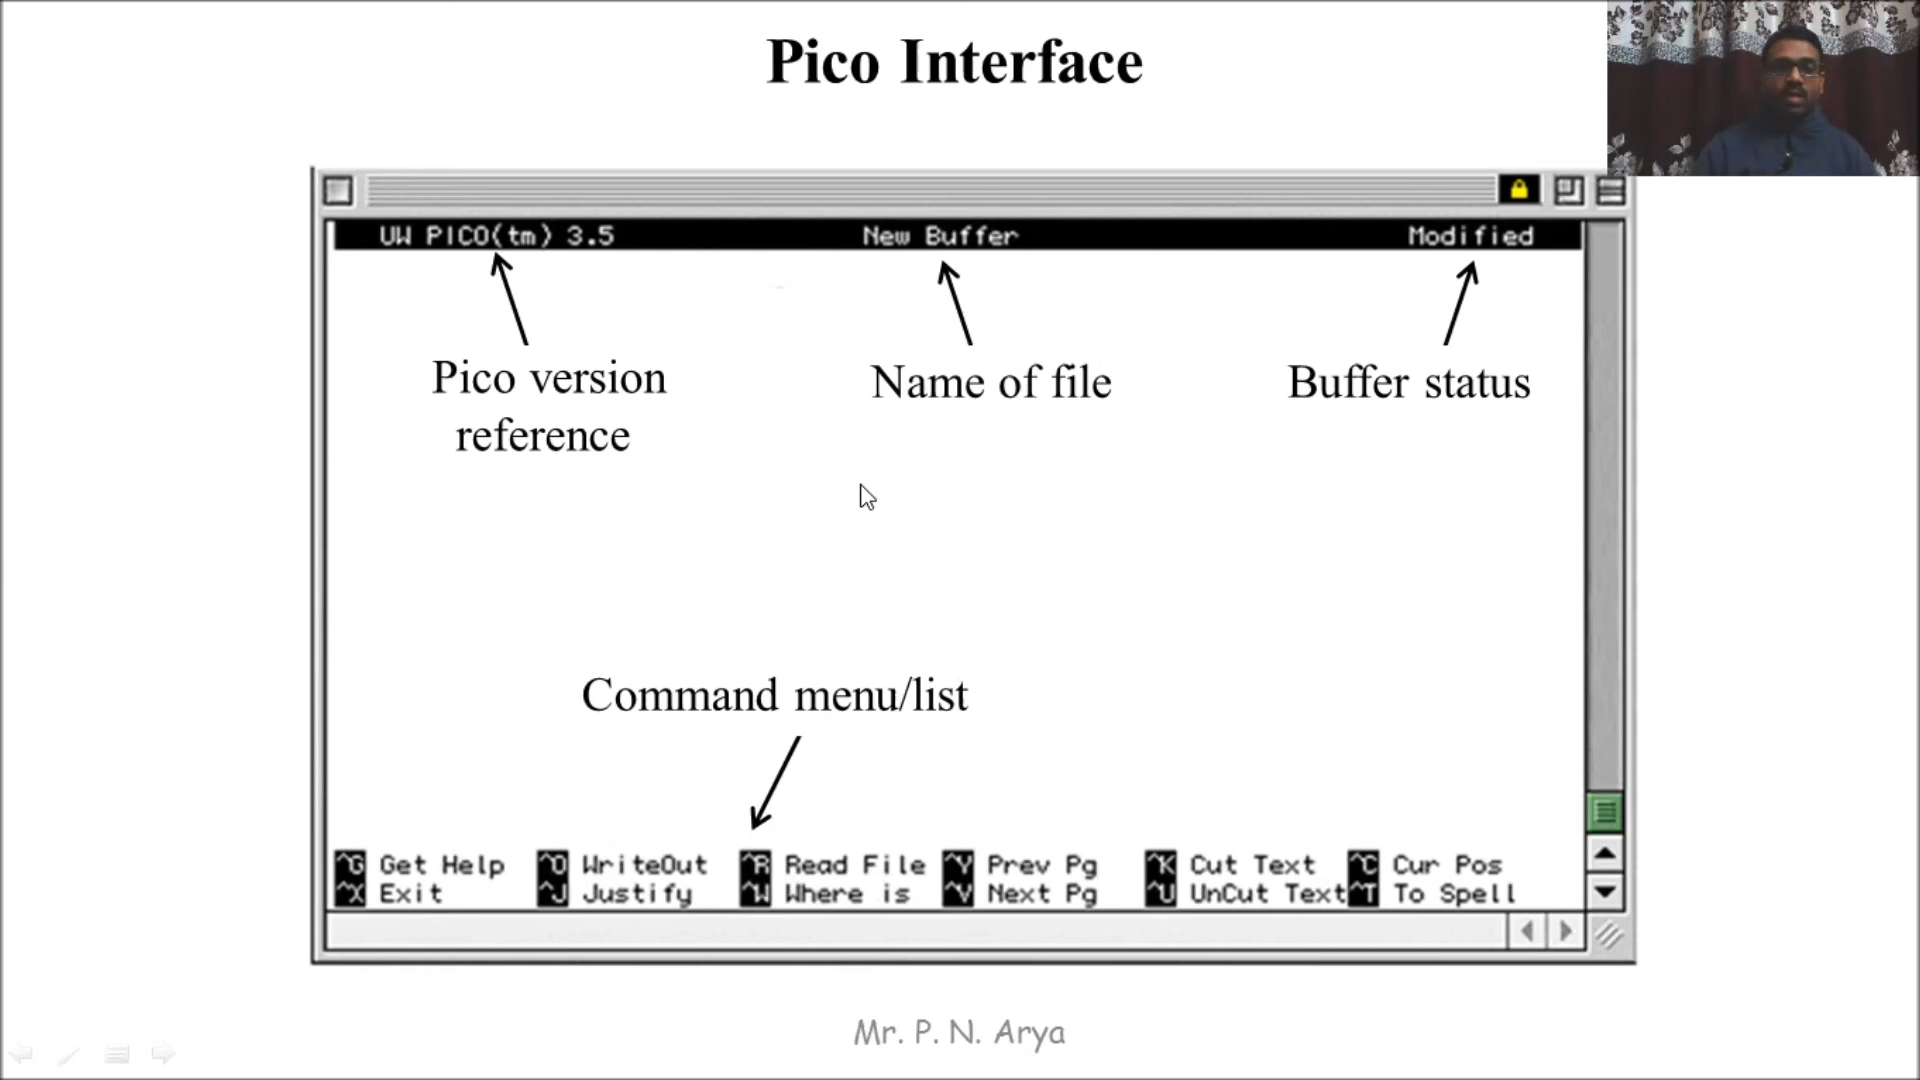 Pico Interface
UW PICO(tm) 3.5 New Buffer Modified
Pico version
reference
Name of file
Buffer status
Command menu/list
^G Get Help ^O WriteOut ^R Read File ^Y Prev Pg ^K Cut Text ^C Cur Pos
^X Exit ^J Justify ^W Where is ^V Next Pg ^U UnCut Text ^T To Spell
Mr. P. N. Arya